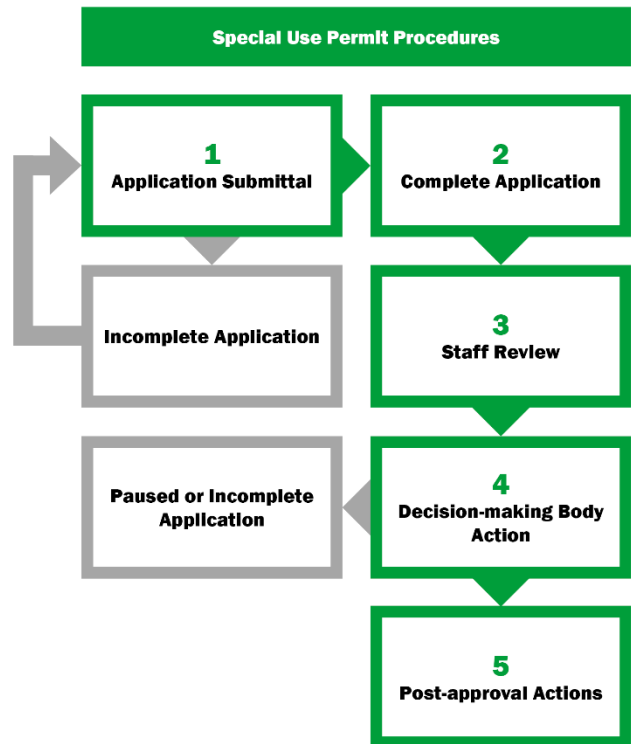 Special Use Permit Procedures
1
Application Submittal
2
Complete Application
Incomplete Application
3
Staff Review
Paused or Incomplete
Application
4
Decision-making Body
Action
5
Post-approval Actions